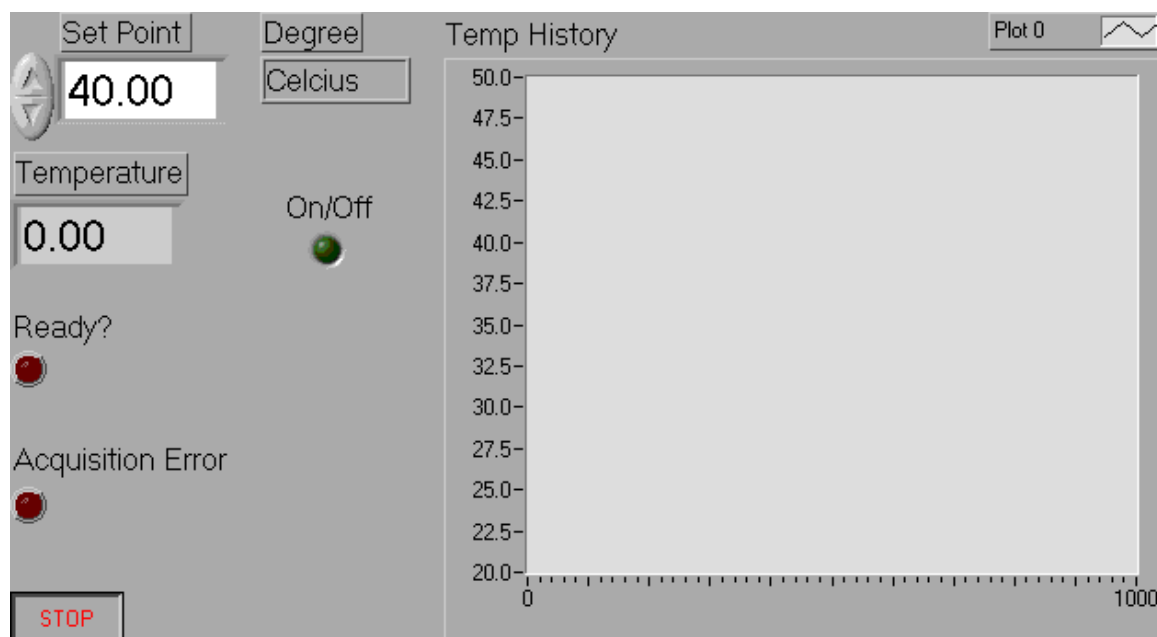 Set Point
40.00
Degree
Celcius
Temperature
0.00
On/Off
Ready?
Acquisition Error
STOP
Temp History
Plot 0
50.0
47.5
45.0
42.5
40.0
37.5
35.0
32.5
30.0
27.5
25.0
22.5
20.0
0 1000